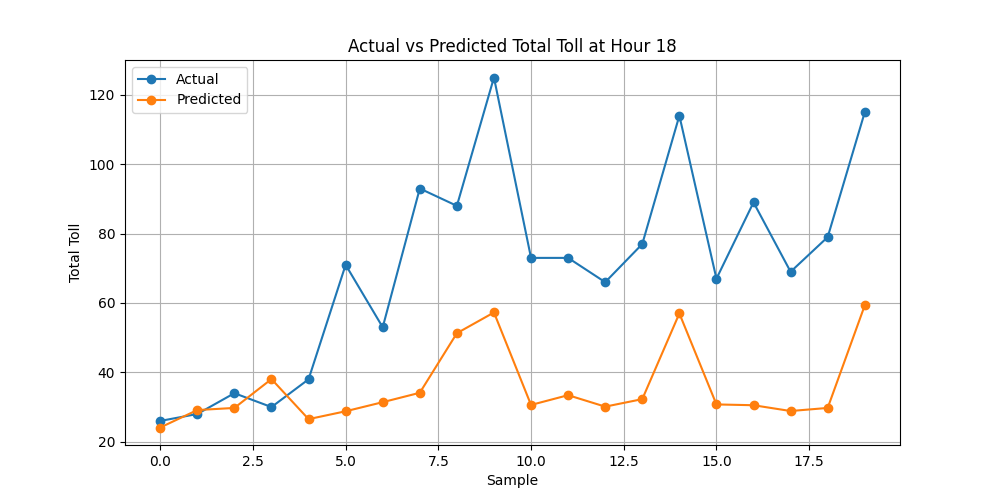 Actual vs Predicted Total Toll at Hour 18
Actual
Predicted
120
100
80
60
40
20
Total Toll
0.0 2.5 5.0 7.5 10.0 12.5 15.0 17.5
Sample